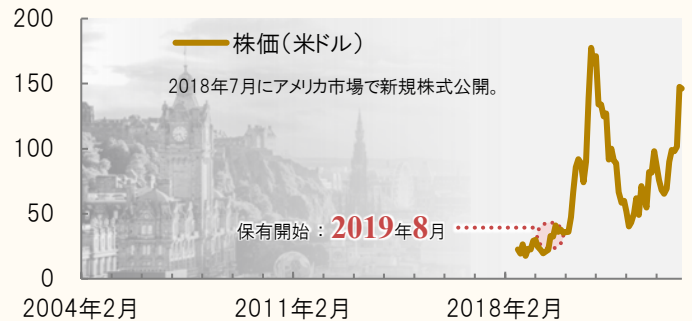 200
株価（米ドル）
2018年7月にアメリカ市場で新規株式公開。
150
100
50
保有開始：2019年8月
0
2004年2月 2011年2月 2018年2月